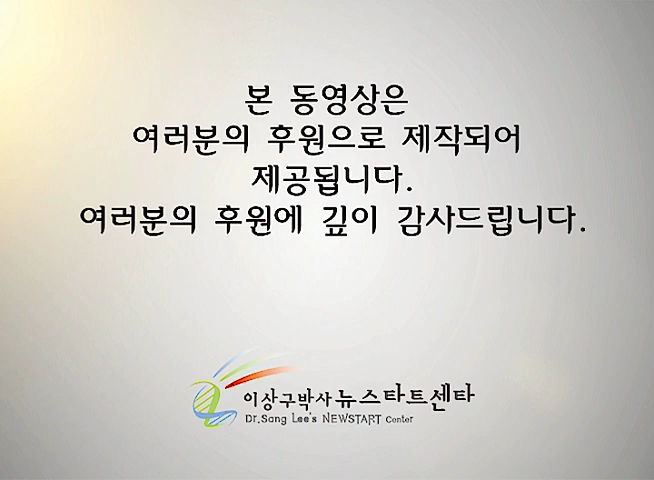 본 동영상은
여러분의 후원으로 제작되어
제공됩니다.
여러분의 후원에 깊이 감사드립니다.
이상구박사 뉴스타트센타
Dr.Sang Lee's NEWSTART Center